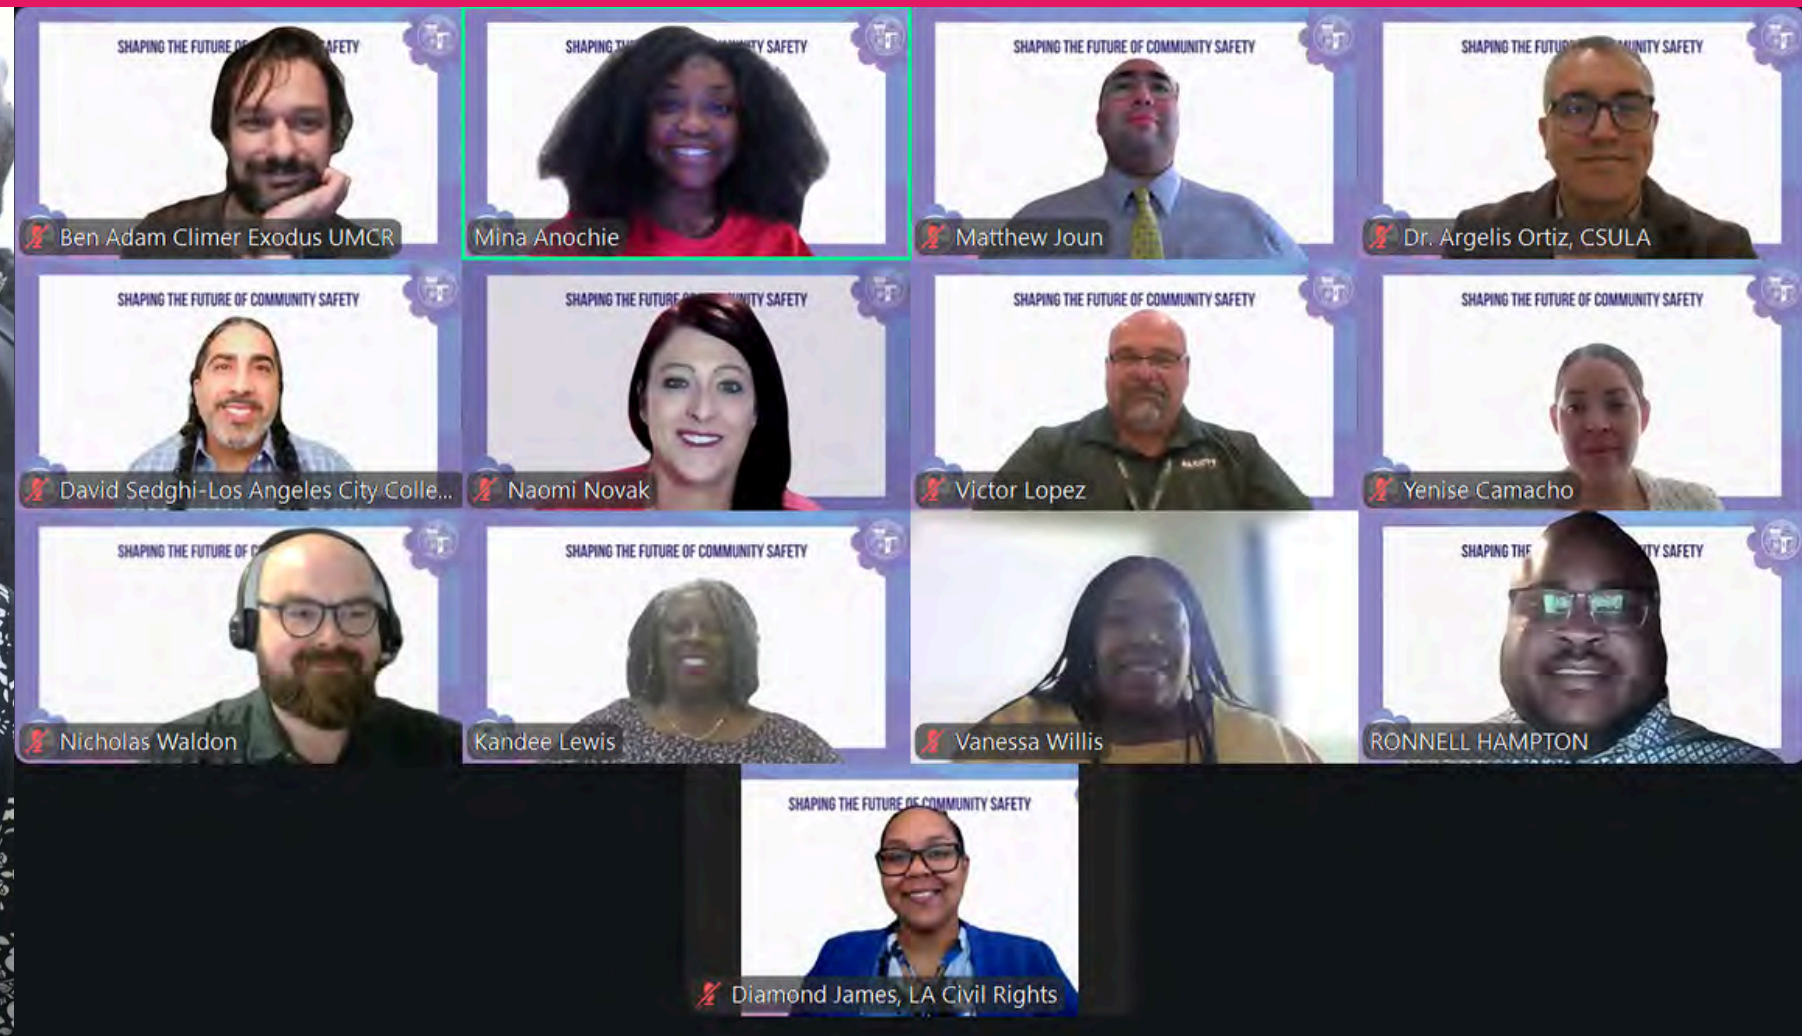 SHAPING THE FUTURE OF SAFETY
Ben Adam Climer Exodus UMCR
SHAPING TH UNITY SAFETY
Mina Anochie
SHAPING THE FUTURE OF COMMUNITY SAFETY
Matthew Joun
SHAPING THE FUTU MUNITY SAFETY
Dr. Argelis Ortiz, CSULA
SHAPING THE FUTURE OF COMMUNITY SAFETY
David Sedghi-Los Angeles City Colle...
SHAPING THE FUTURE NITY SAFETY
Naomi Novak
SHAPING THE FUTURE OF COMMUNITY SAFETY
Victor Lopez
SHAPING THE FUTURE OF COMMUNITY SAFETY
Yenise Camacho
SHAPING THE FUTURE OF C
Nicholas Waldon
SHAPING THE FUTURE OF COMMUNITY SAFETY
Kandee Lewis
Vanessa Willis
SHAPING THE ITY SAFETY
RONNELL HAMPTON
SHAPING THE FUTURE OF COMMUNITY SAFETY
Diamond James, LA Civil Rights